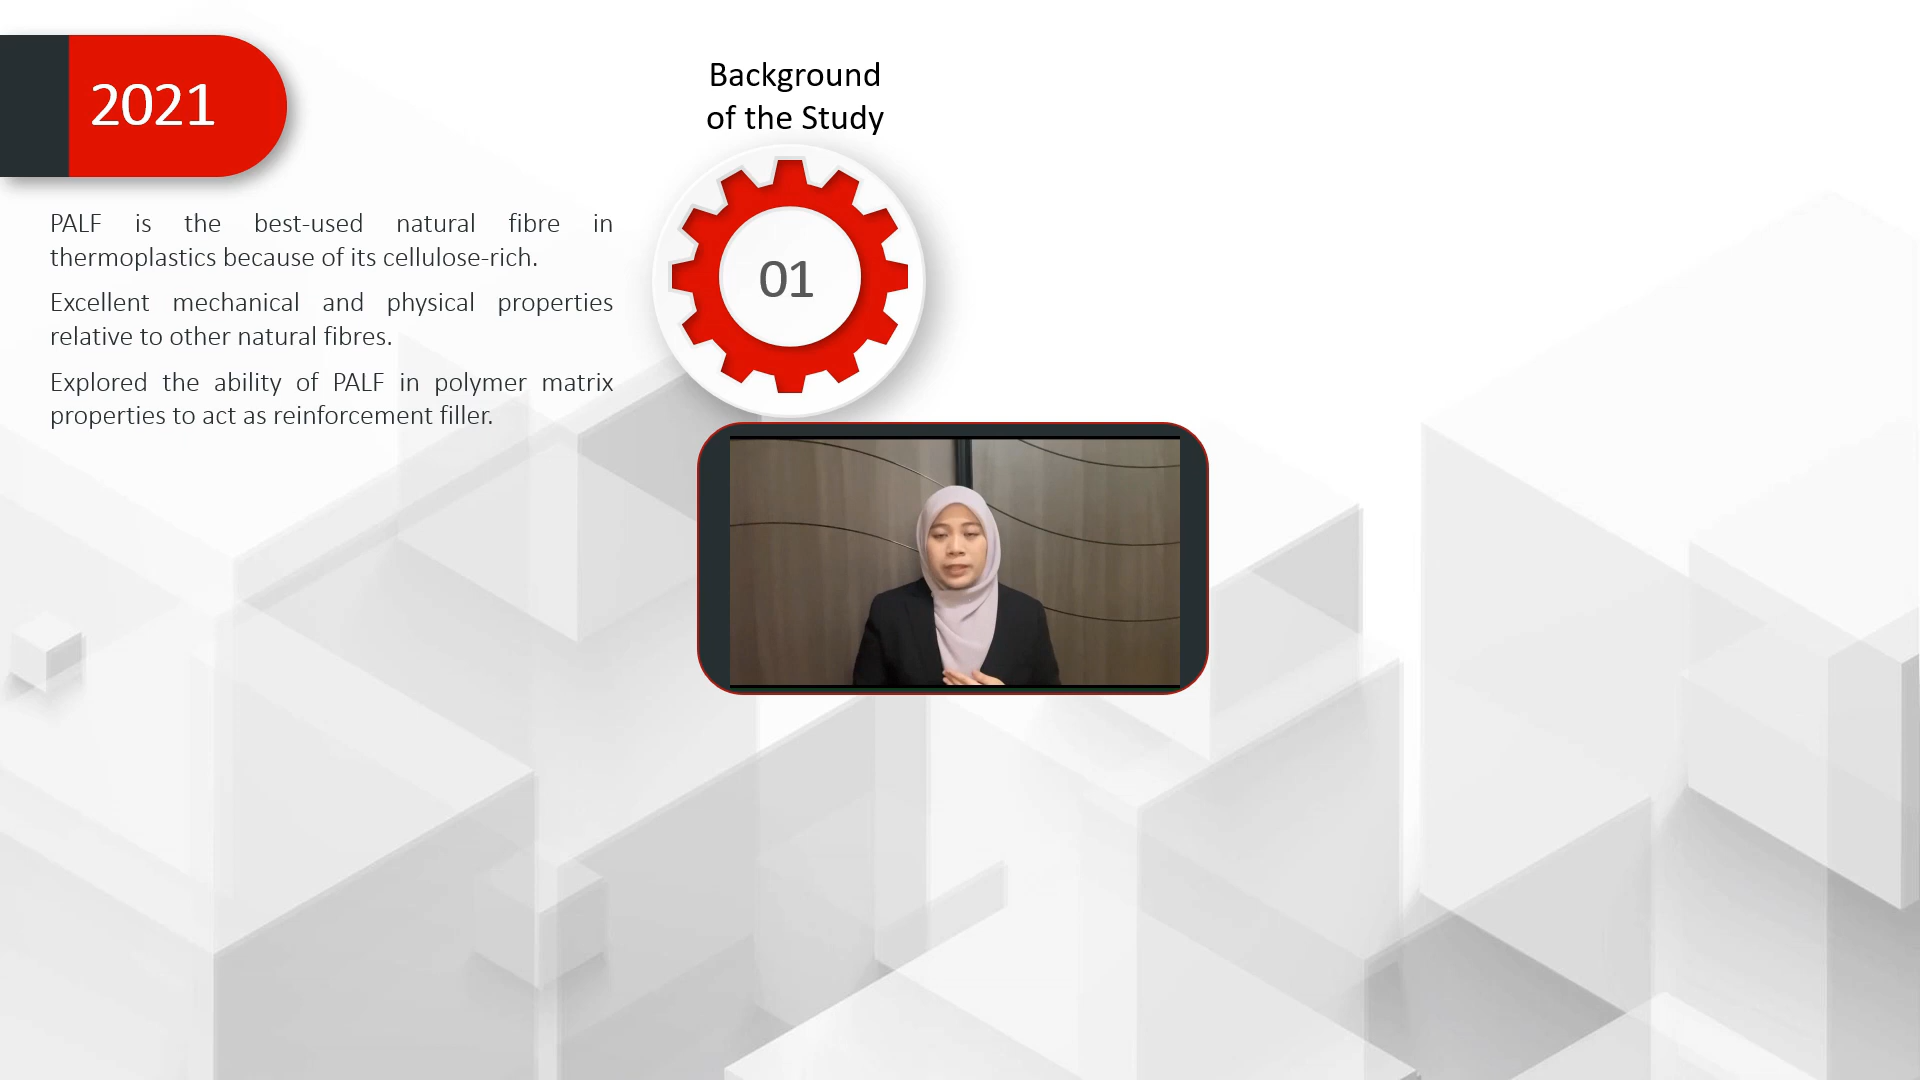 2021
Background
of the Study
01
PALF is the best-used natural fibre in
thermoplastics because of its cellulose-rich.
Excellent mechanical and physical properties
relative to other natural fibres.
Explored the ability of PALF in polymer matrix
properties to act as reinforcement filler.